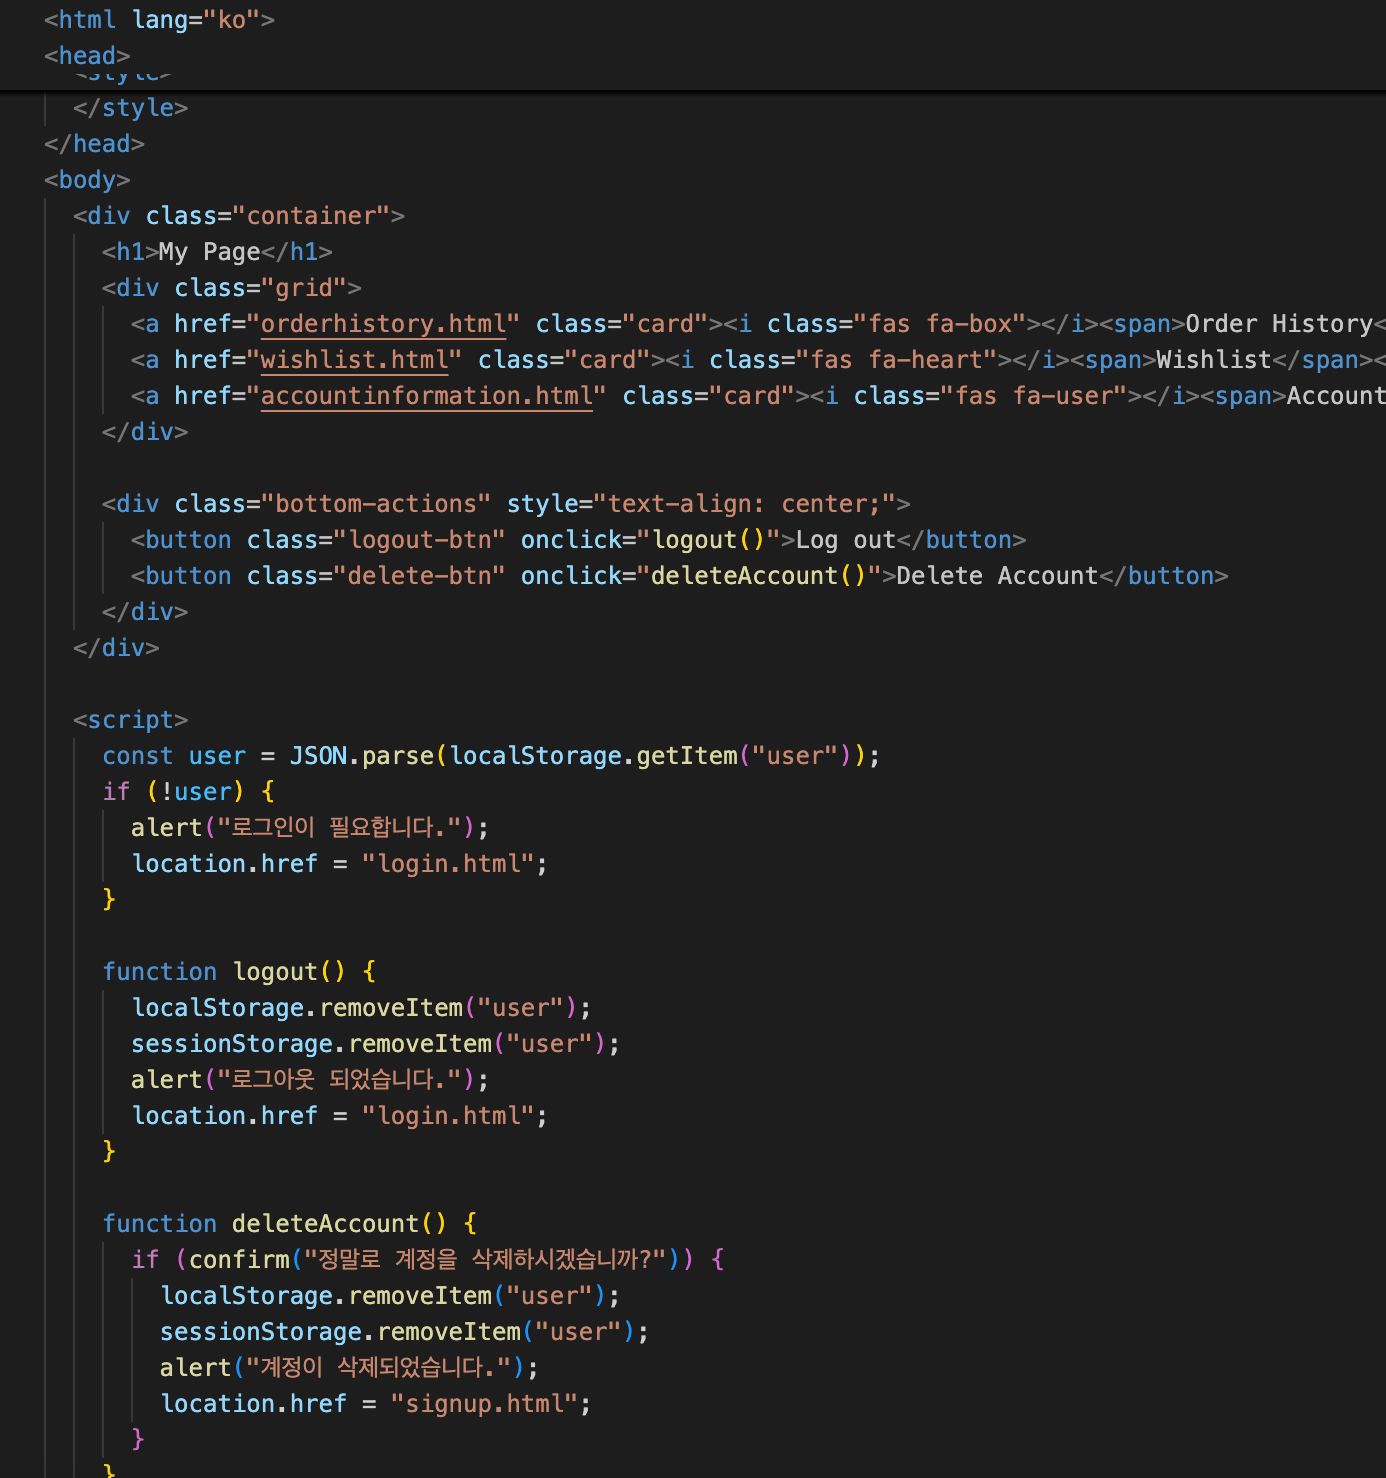 <html lang="ko">
<head>
<style>
</style>
</head>
<body>
<div class="container">
<h1>My Page</h1>
<div class="grid">
<a href="orderhistory.html" class="card"><i class="fas fa-box"></i><span>Order History<
<a href="wishlist.html" class="card"><i class="fas fa-heart"></i><span>Wishlist</span><
<a href="accountinformation.html" class="card"><i class="fas fa-user"></i><span>Account
</div>
<div class="bottom-actions" style="text-align: center;">
<button class="logout-btn" onclick="logout()">Log out</button>
<button class="delete-btn" onclick="deleteAccount()">Delete Account</button>
</div>
</div>
<script>
const user = JSON.parse(localStorage.getItem("user"));
if (!user) {
alert("로그인이 필요합니다.");
location.href = "login.html";
}
function logout() {
localStorage.removeItem("user");
sessionStorage.removeItem("user");
alert("로그아웃 되었습니다.");
location.href = "login.html";
}
function deleteAccount() {
if (confirm("정말로 계정을 삭제하시겠습니까?")) {
localStorage.removeItem("user");
sessionStorage.removeItem("user");
alert("계정이 삭제되었습니다.");
location.href = "signup.html";
}
}